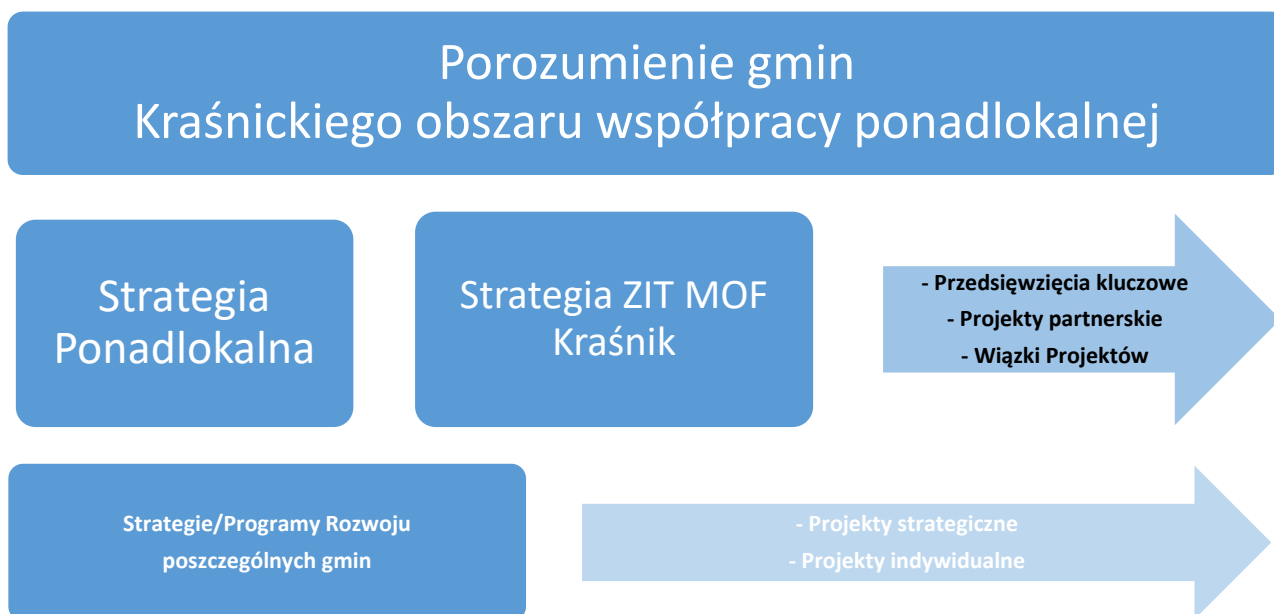 Porozumienie gmin
Kraśnickiego obszaru współpracy ponadlokalnej
Strategia
Ponadlokalna
Strategia ZIT MOF
Kraśnik
- Przedsięwzięcia kluczowe
- Projekty partnerskie
- Wiązki Projektów
Strategie/Programy Rozwoju
poszczególnych gmin
- Projekty strategiczne
- Projekty indywidualne